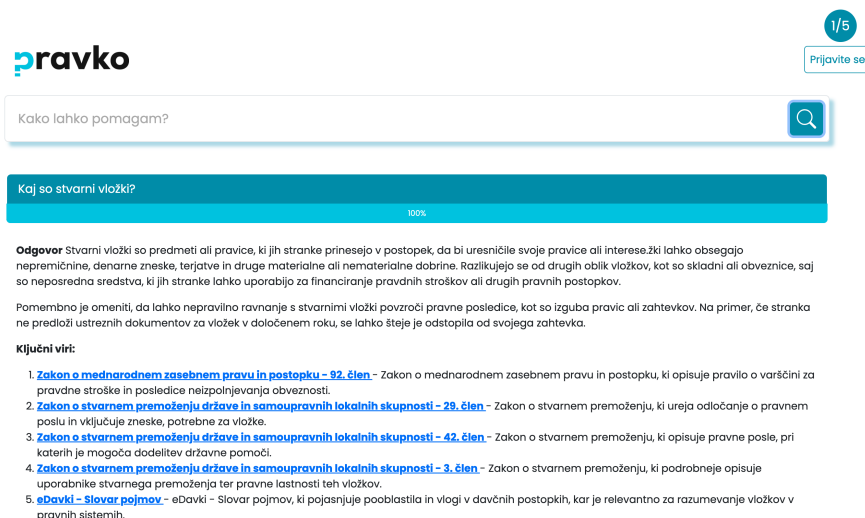 1/5
pravko
Prijavite se
Kako lahko pomagam?
Kaj so stvarni vložki?
100%
Odgovor Stvarni vložki so predmeti ali pravice, ki jih stranke prinesejo v postopek, da bi uresničile svoje pravice ali interese.žki lahko obsegajo
nepremičnine, denarne zneske, terjatve in druge materialne ali nematerialne dobrine. Razlikujejo se od drugih oblik vložkov, kot so skladni ali obveznice, saj
so neposredna sredstva, ki jih stranke lahko uporabijo za financiranje pravdnih stroškov ali drugih pravnih postopkov.
Pomembno je omeniti, da lahko nepravilno ravnanje s stvarnimi vložki povzroči pravne posledice, kot so izguba pravic ali zahtevkov. Na primer, če stranka
ne predloži ustreznih dokumentov za vložek v določenem roku, se lahko šteje je odstopila od svojega zahtevka.
Ključni viri:
1. Zakon o mednarodnem zasebnem pravu in postopku - 92. člen - Zakon o mednarodnem zasebnem pravu in postopku, ki opisuje pravilo o varščini za
pravdne stroške in posledice neizpolnjevanja obveznosti.
2. Zakon o stvarnem premoženju države in samoupravnih lokalnih skupnosti - 29. člen - Zakon o stvarnem premoženju, ki ureja odločanje o pravnem
poslu in vključuje zneske, potrebne za vložke.
3. Zakon o stvarnem premoženju države in samoupravnih lokalnih skupnosti - 42. člen - Zakon o stvarnem premoženju, ki opisuje pravne posle, pri
katerih je mogoča dodelitev državne pomoči.
4. Zakon o stvarnem premoženju države in samoupravnih lokalnih skupnosti - 3. člen - Zakon o stvarnem premoženju, ki podrobneje opisuje
uporabnike stvarnega premoženja ter pravne lastnosti teh vložkov.
5. eDavki - Slovar pojmov - eDavki - Slovar pojmov, ki pojasnjuje pooblastila in vlogi v davčnih postopkih, kar je relevantno za razumevanje vložkov v
pravnih sistemih.